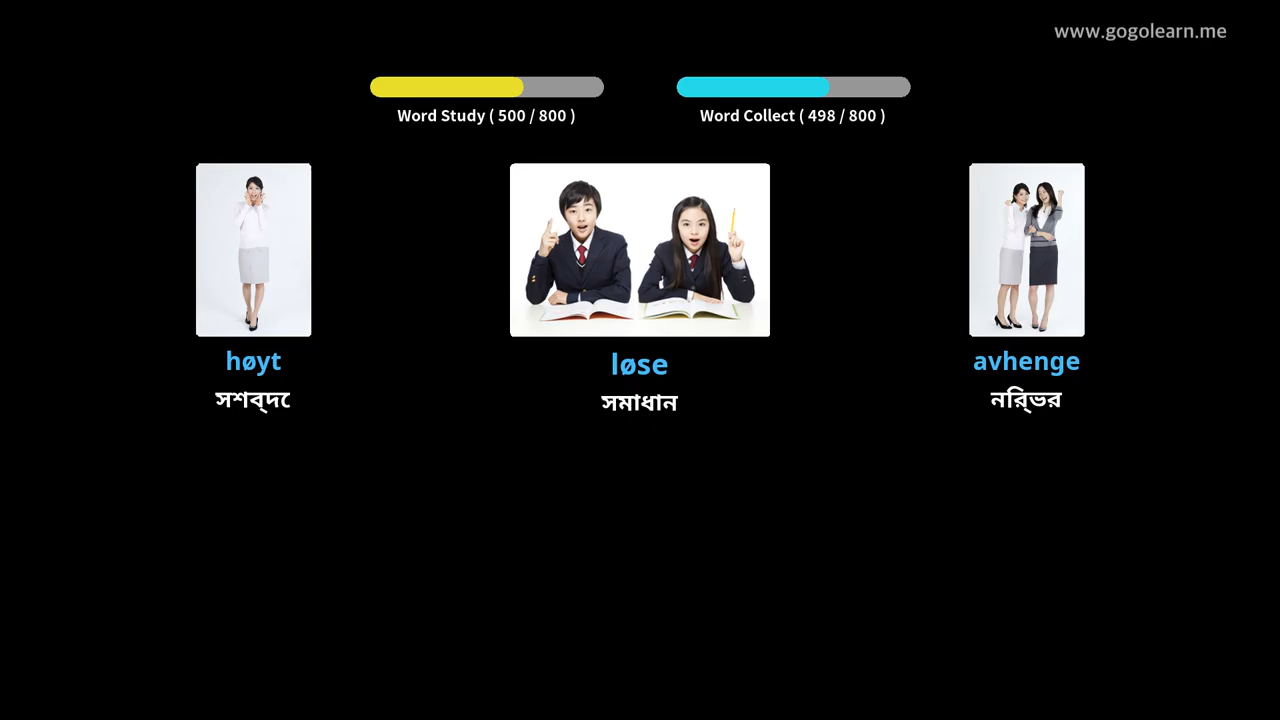 www.gogolearn.me
Word Study ( 500 / 800 )
Word Collect ( 498 / 800 )
høyt
løse
avhenge
সশব্দে
সমাধান
নির্ভর